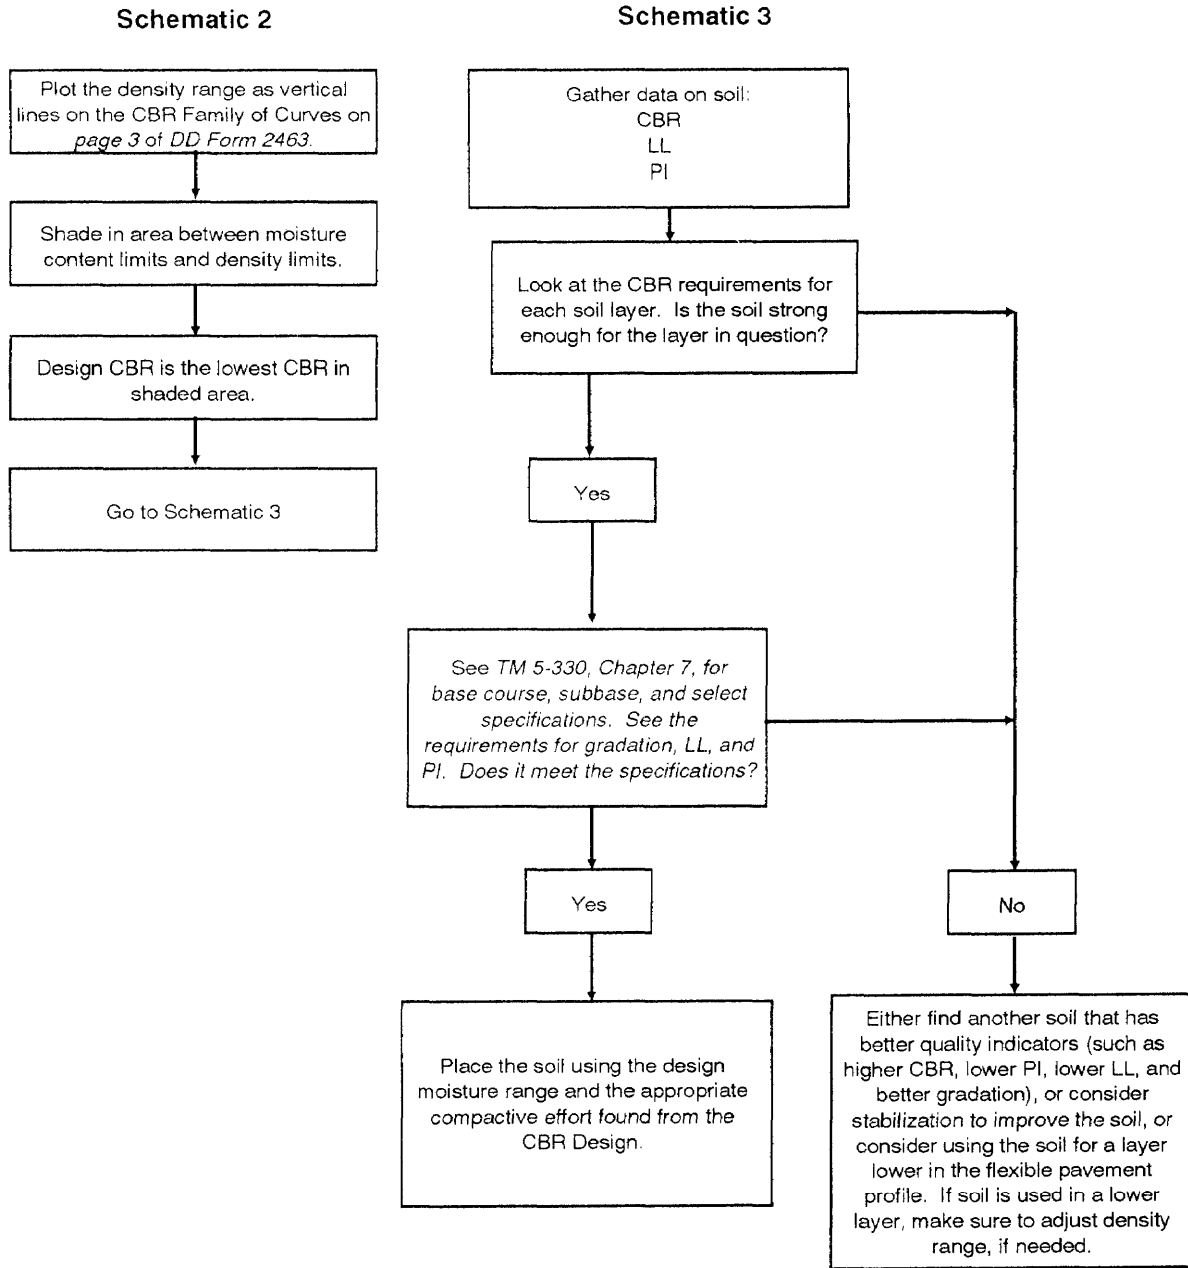 Schematic 2
Plot the density range as vertical
lines on the CBR Family of Curves on
page 3 of DD Form 2463.
Shade in area between moisture
content limits and density limits.
Design CBR is the lowest CBR in
shaded area.
Go to Schematic 3
Schematic 3
Gather data on soil:
CBR
LL
PI
Look at the CBR requirements for
each soil layer. Is the soil strong
enough for the layer in question?
Yes
See TM 5-330, Chapter 7, for
base course, subbase, and select
specifications. See the
requirements for gradation, LL, and
PI. Does it meet the specifications?
Yes
Place the soil using the design
moisture range and the appropriate
compactive effort found from the
CBR Design.
No
Either find another soil that has
better quality indicators (such as
higher CBR, lower PI, lower LL, and
better gradation), or consider
stabilization to improve the soil, or
consider using the soil for a layer
lower in the flexible pavement
profile. If soil is used in a lower
layer, make sure to adjust density
range, if needed.